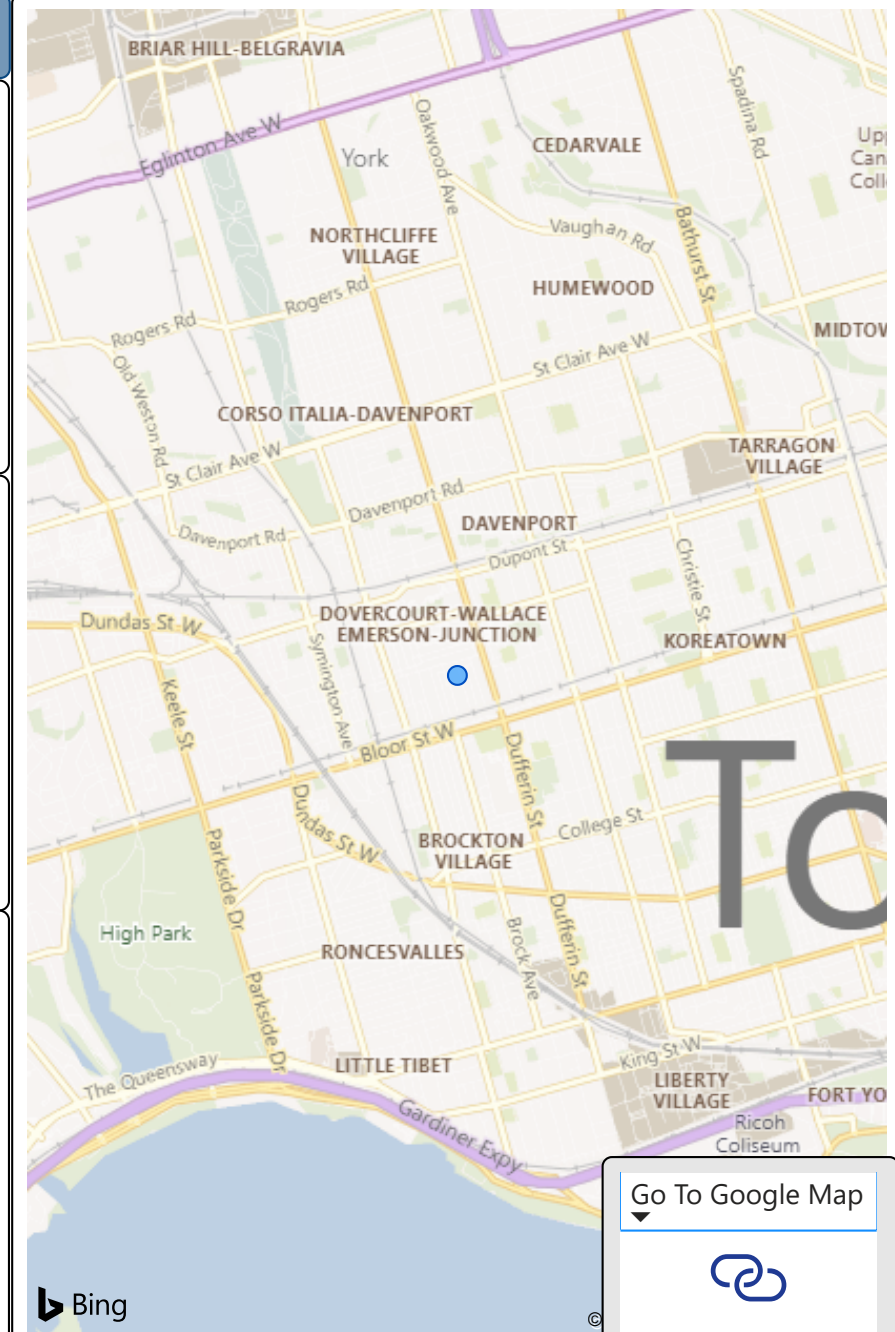 BRIAR HILL-BELGRAVIA
Eglinton Ave W
York
Oakwood Ave
CEDARVALE
Spadina Rd
Upp
Can
Coll
NORTHCLIFFE
VILLAGE
Vaughan Rd
Bathurst St
HUMEWOOD
Rogers Rd
Rogers Rd
MIDTOW
Old Weston Rd
St Clair Ave W
CORSO ITALIA-DAVENPORT
St Clair Ave W
TARRAGON
VILLAGE
Davenport Rd
Davenport Rd
DAVENPORT
Dupont St
Christie St
Dundas St W
DOVERCOURT-WALLACE
EMERSON-JUNCTION
KOREATOWN
Symington Ave
Keele St
Bloor St W
Dufferin St
To
Dundas St W
College St
BROCKTON
VILLAGE
Parkside Dr
High Park
RONCESVALLES
Brock Ave
Dufferin St
Parkside Dr
The Queensway
LITTLE TIBET
King St W
LIBERTY
VILLAGE
FORT YO
Gardiner Expy
Ricoh
Coliseum
Go To Google Map
Bing
©